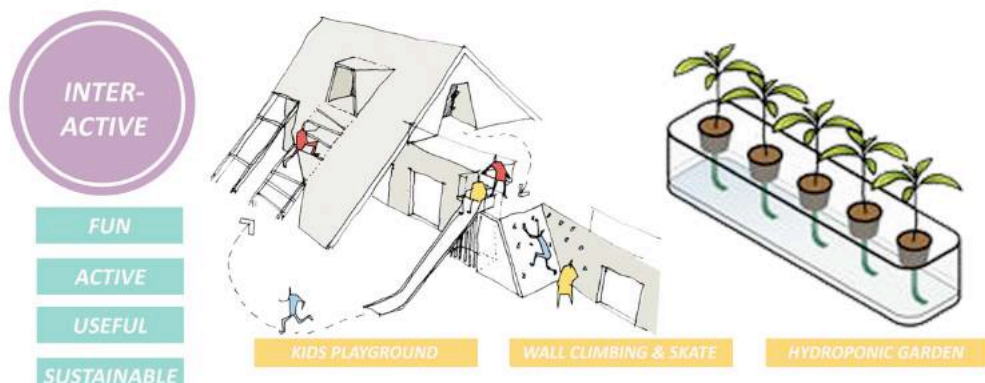 INTER-
ACTIVE
FUN
ACTIVE
USEFUL
SUSTAINABLE
KIDS PLAYGROUND
WALL CLIMBING & SKATE
HYDROPONIC GARDEN